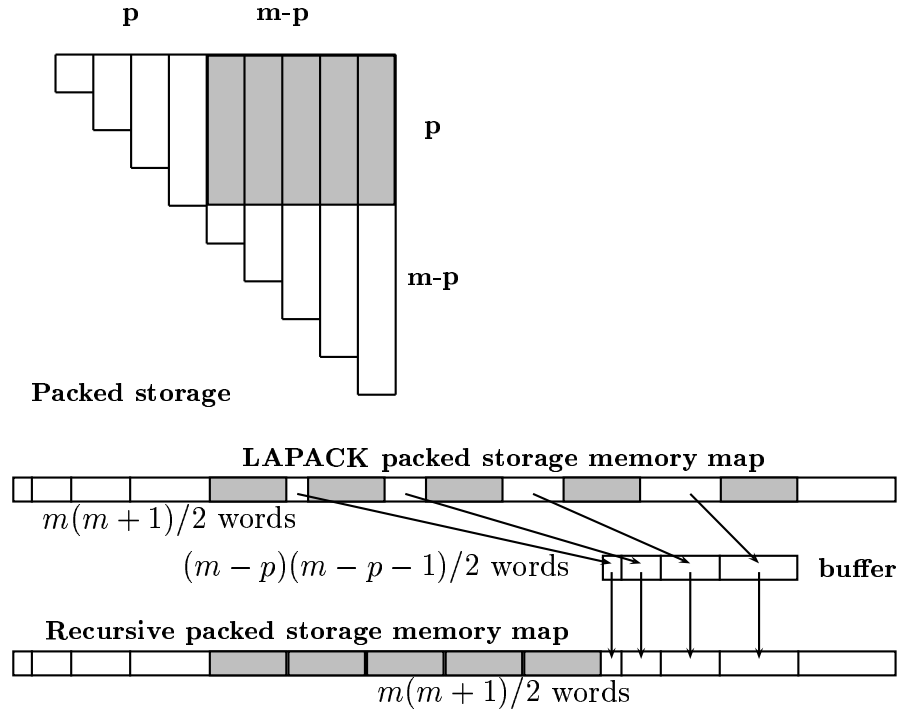 p
m-p
p
m-p
Packed storage
LAPACK packed storage memory map
m(m + 1)/2 words
(m − p)(m − p − 1)/2 words
buffer
Recursive packed storage memory map
m(m + 1)/2 words